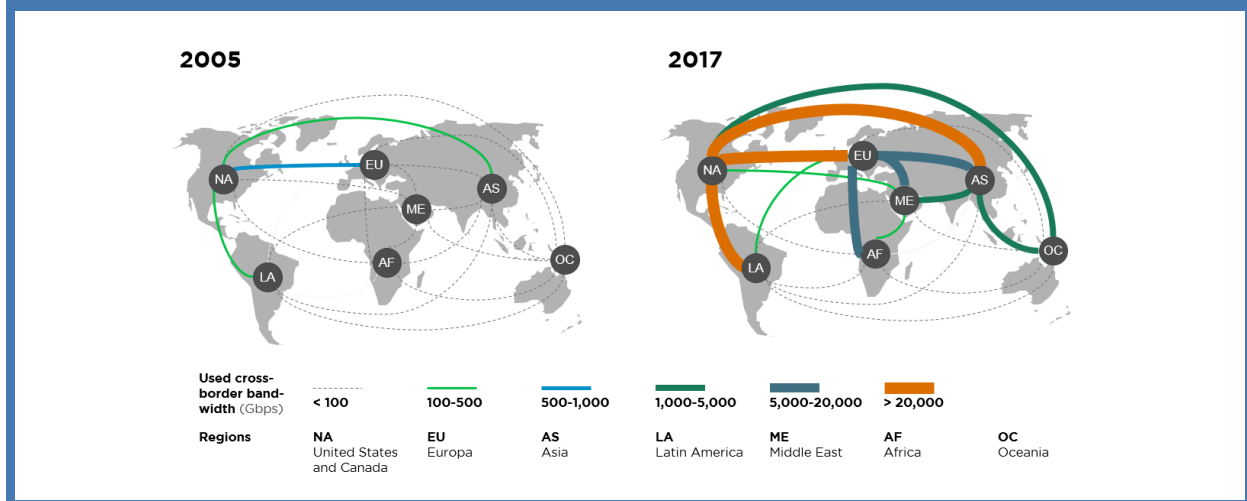 2005
2017
NA
EU
AS
ME
AF
LA
OC
NA
EU
AS
ME
AF
LA
OC
Used cross-
border band-
width (Gbps)
< 100
100-500
500-1,000
1,000-5,000
5,000-20,000
> 20,000
Regions
NA
United States
and Canada
EU
Europa
AS
Asia
LA
Latin America
ME
Middle East
AF
Africa
OC
Oceania